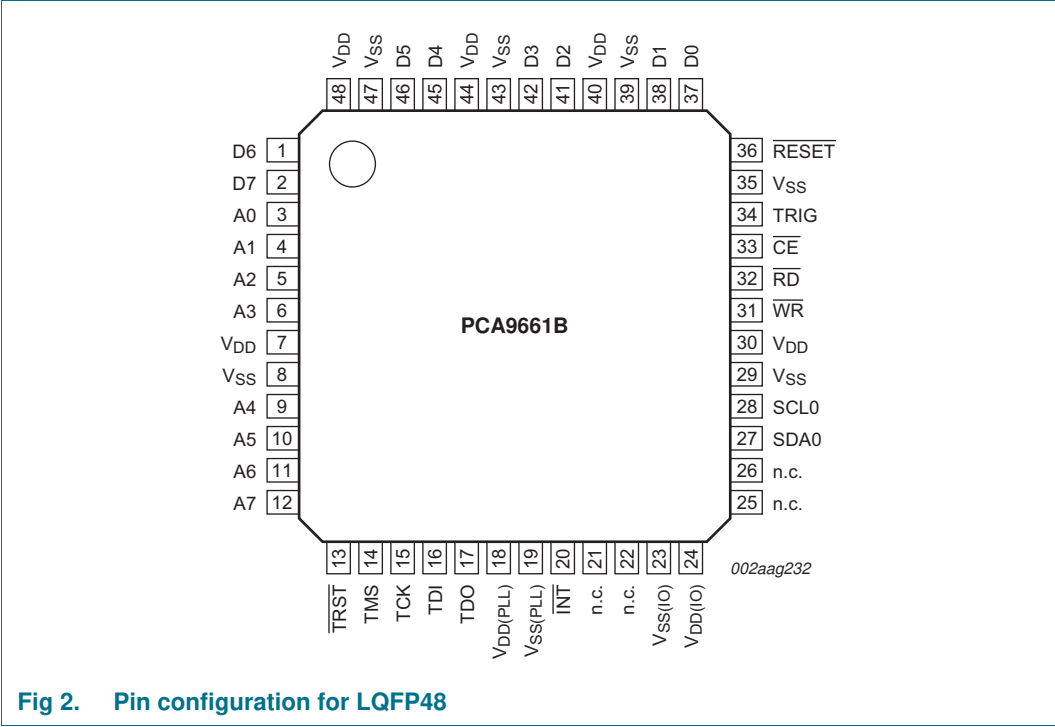 VDD VSS D5 D4 VDD VSS D3 D2 VDD VSS D1 D0
48 47 46 45 44 43 42 41 40 39 38 37
D6 1
D7 2
A0 3
A1 4
A2 5
A3 6
VDD 7
VSS 8
A4 9
A5 10
A6 11
A7 12
PCA9661B
36 RESET
35 VSS
34 TRIG
33 CE
32 RD
31 WR
30 VDD
29 VSS
28 SCL0
27 SDA0
26 n.c.
25 n.c.
13 14 15 16 17 18 19 20 21 22 23 24
TRST TMS TCK TDI TDO VDD(PLL) VSS(PLL) INT n.c. n.c. VSS(IO) VDD(IO)
002aag232
Fig 2. Pin configuration for LQFP48